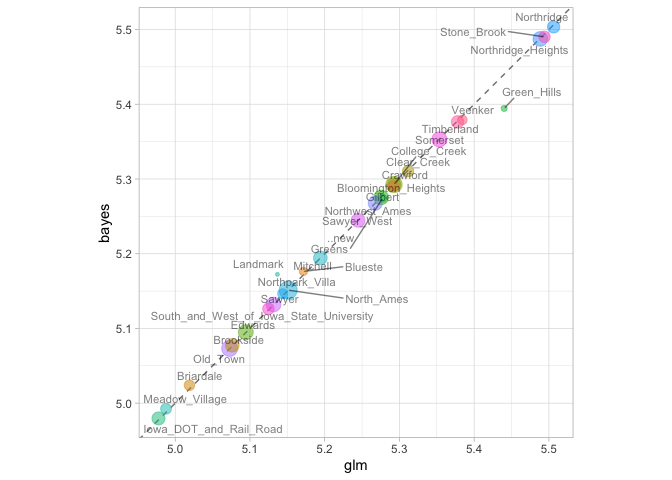 Northridge
5.5
Stone_Brook
Northridge_Heights
Green_Hills
5.4
Veenker
Timberland
Somerset
College_Creek
Clear_Creek
5.3
Crawford
Bloomington_Heights
Gilbert
Northwest_Ames
Sawyer_West
..new
Greens
5.2
Landmark
Mitchell
Blueste
Northpark_Villa
Sawyer
North_Ames
South_and_West_of_Iowa_State_University
Edwards
5.1
Brookside
Old_Town
Briardale
Meadow_Village
5.0
Iowa_DOT_and_Rail_Road
bayes
5.0 5.1 5.2 5.3 5.4 5.5
glm